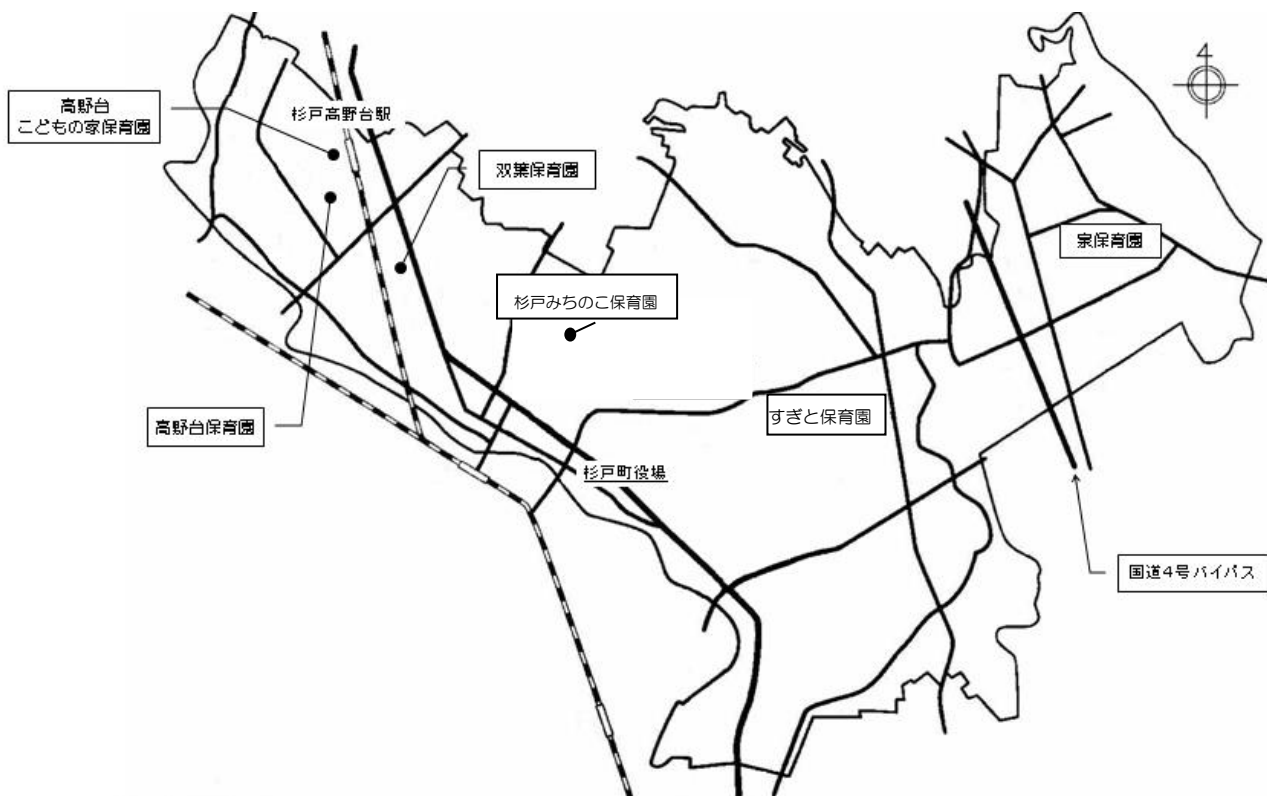 4
高野台
こどもの家保育園
杉戸高野台駅
双葉保育園
泉保育園
杉戸みちのこ保育園
高野台保育園
すぎと保育園
杉戸町役場
国道4号バイパス